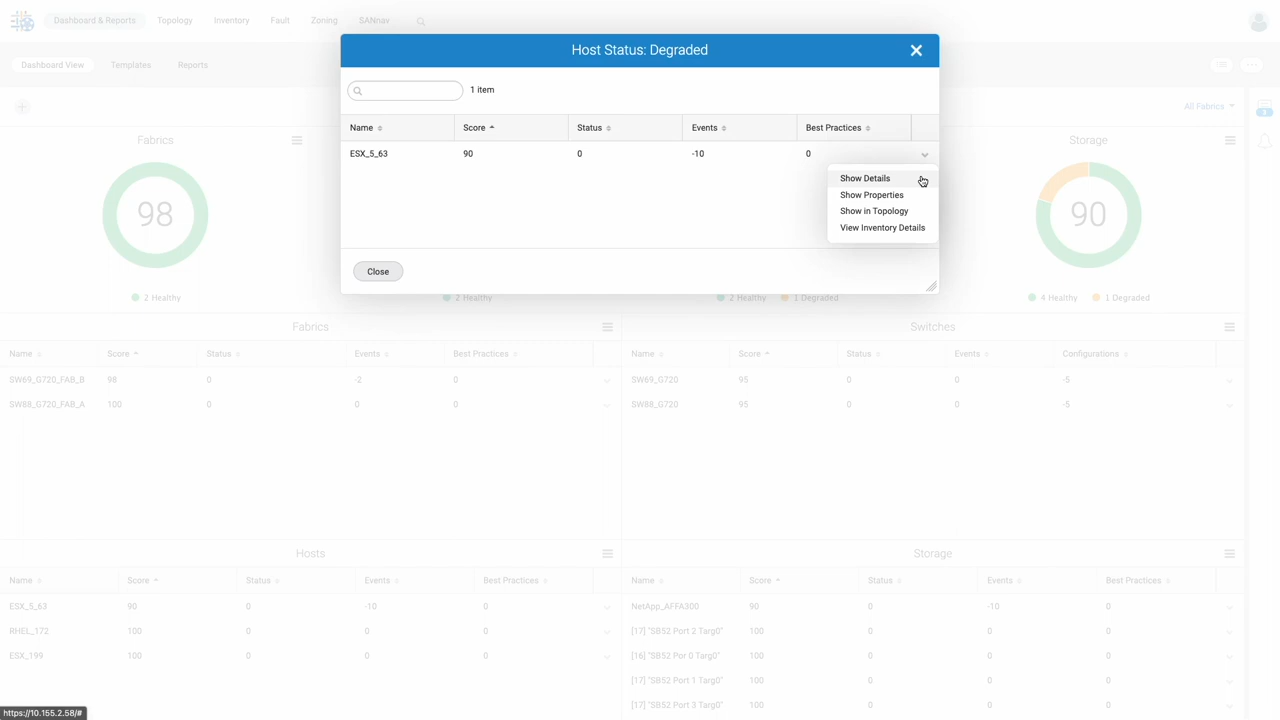 Dashboard & Reports Topology Inventory Fault Zoning SANnav
Host Status: Degraded
Dashboard View Templates Reports
1 item
All Fabrics
Name Score Status Events Best Practices
ESX_5_63 90 0 -10 0
Show Details
Show Properties
Show in Topology
View Inventory Details
Close
Fabrics
98
2 Healthy
2 Healthy
2 Healthy 1 Degraded
Storage
90
4 Healthy 1 Degraded
Fabrics
Name Score Status Events Best Practices
SW69_G720_FAB_B 98 0 -2 0
SW88_G720_FAB_A 100 0 0 0
Switches
Name Score Status Events Configurations
SW69_G720 95 0 0 -5
SW88_G720 95 0 0 -5
Hosts
Name Score Status Events Best Practices
ESX_5_63 90 0 -10 0
RHEL_172 100 0 0 0
ESX_199 100 0 0 0
Storage
Name Score Status Events Best Practices
NetApp_AFFA300 90 0 -10 0
[17] "SB52 Port 2 Targ0" 100 0 0 0
[16] "SB52 Por 0 Targ0" 100 0 0 0
[17] "SB52 Port 1 Targ0" 100 0 0 0
[17] "SB52 Port 3 Targ0" 100 0 0 0
https://10.155.2.58/#